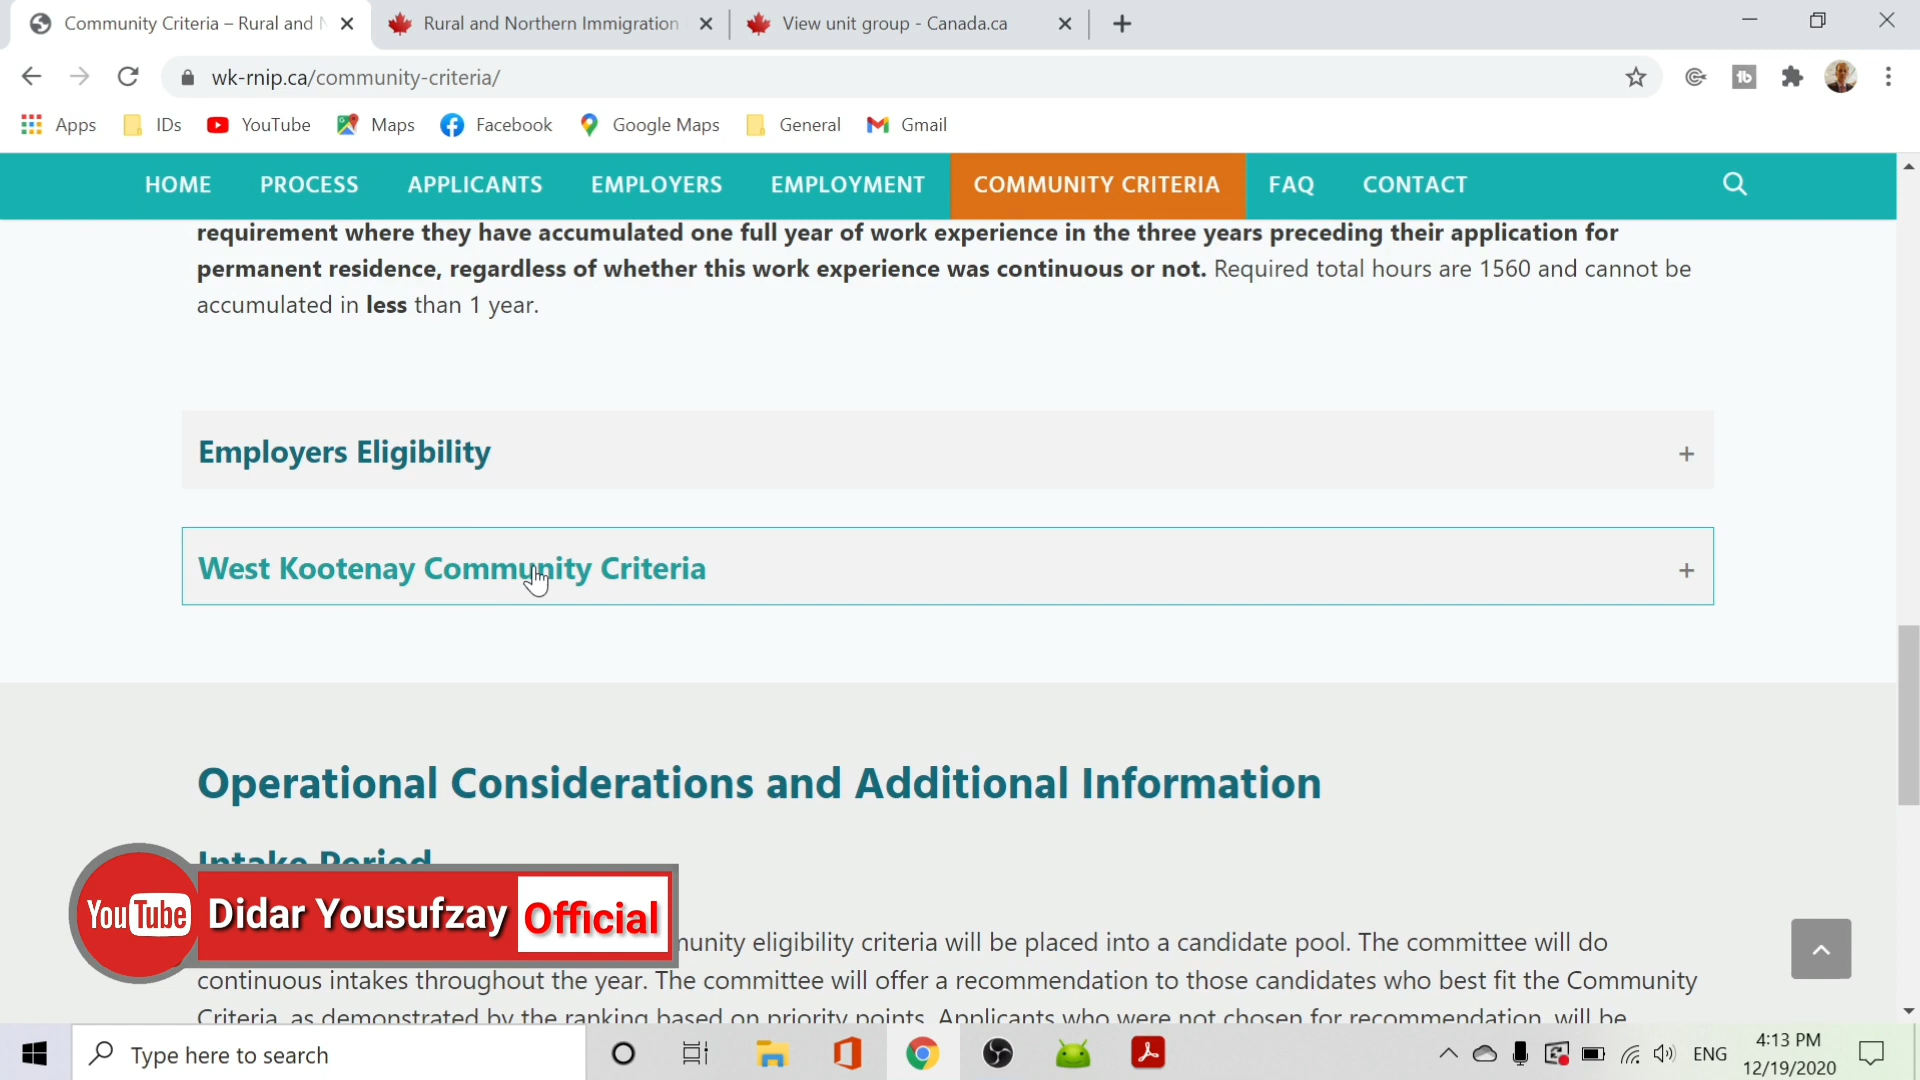 Community Criteria – Rural and
Rural and Northern Immigration
View unit group - Canada.ca
wk-rnip.ca/community-criteria/
Apps
IDs
YouTube
Maps
Facebook
Google Maps
General
Gmail
HOME
PROCESS
APPLICANTS
EMPLOYERS
EMPLOYMENT
COMMUNITY CRITERIA
FAQ
CONTACT
requirement where they have accumulated one full year of work experience in the three years preceding their application for
permanent residence, regardless of whether this work experience was continuous or not. Required total hours are 1560 and cannot be
accumulated in less than 1 year.
Employers Eligibility +
West Kootenay Community Criteria +
Operational Considerations and Additional Information
Intake Period
YouTube Didar Yousufzay Official
eligibility criteria will be placed into a candidate pool. The committee will do
continuous intakes throughout the year. The committee will offer a recommendation to those candidates who best fit the Community
Criteria, as demonstrated by the ranking based on priority points. Applicants who were not chosen for recommendation, will be
Type here to search
ENG
4:13 PM
12/19/2020